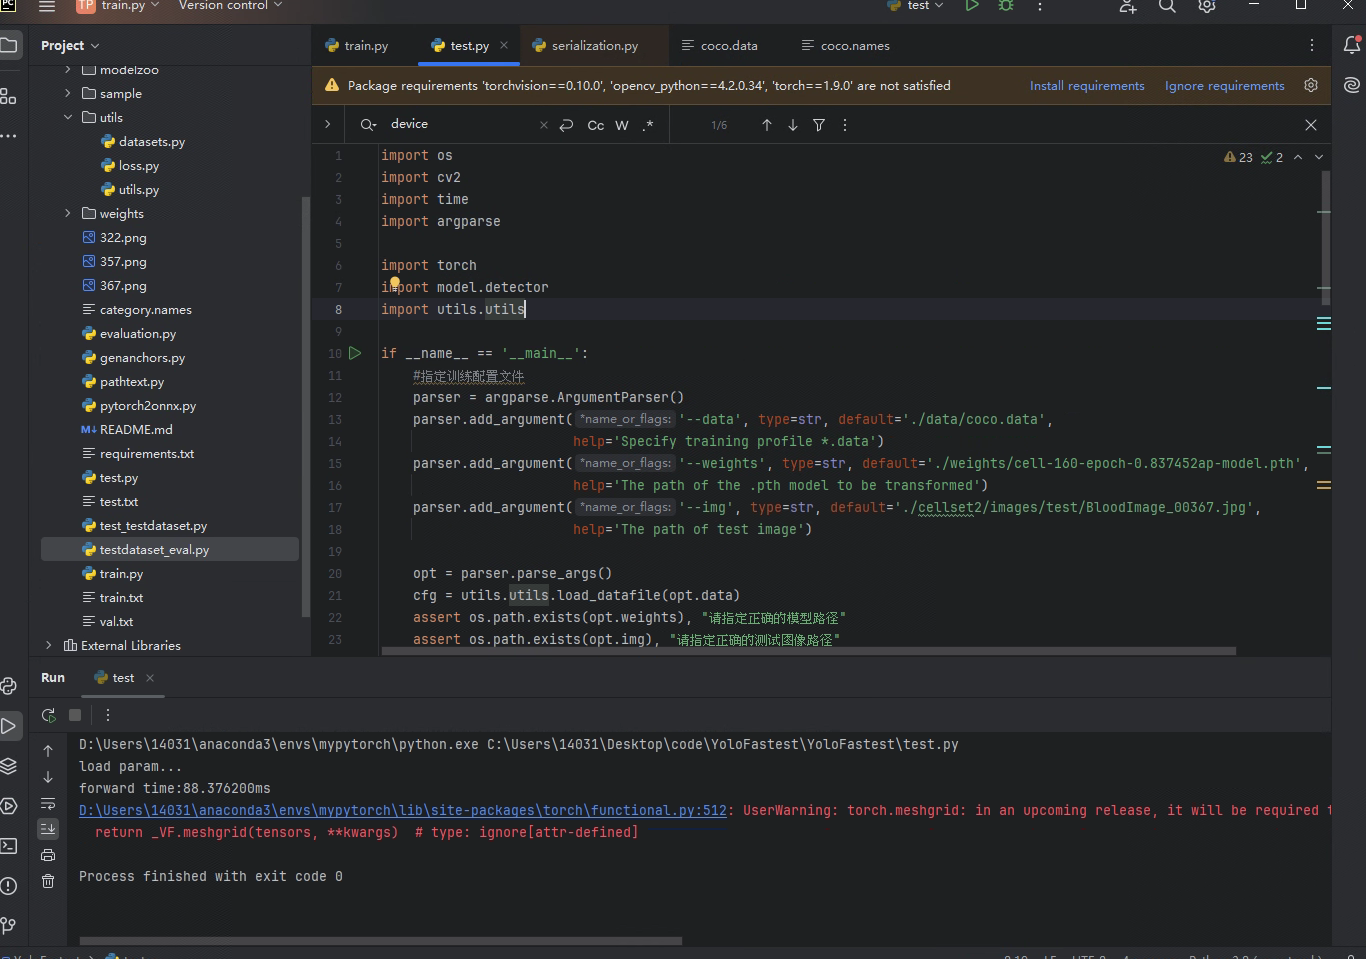 PC TP train.py Version control test
Project train.py test.py serialization.py coco.data coco.names
Package requirements 'torchvision==0.10.0', 'opencv_python==4.2.0.34', 'torch==1.9.0' are not satisfied Install requirements Ignore requirements
device Cc W .* 1/6
23 2
modelzoo
sample
utils
datasets.py
loss.py
utils.py
weights
322.png
357.png
367.png
category.names
evaluation.py
genanchors.py
pathtext.py
pytorch2onnx.py
M↓ README.md
requirements.txt
test.py
test.txt
test_testdataset.py
testdataset_eval.py
train.py
train.txt
val.txt
External Libraries
1 import os
2 import cv2
3 import time
4 import argparse
5
6 import torch
7 import model.detector
8 import utils.utils
9
10 if __name__ == '__main__':
11 #指定训练配置文件
12 parser = argparse.ArgumentParser()
13 parser.add_argument( *name_or_flags: '--data', type=str, default='./data/coco.data',
14 help='Specify training profile *.data')
15 parser.add_argument( *name_or_flags: '--weights', type=str, default='./weights/cell-160-epoch-0.837452ap-model.pth',
16 help='The path of the .pth model to be transformed')
17 parser.add_argument( *name_or_flags: '--img', type=str, default='./cellset2/images/test/BloodImage_00367.jpg',
18 help='The path of test image')
19
20 opt = parser.parse_args()
21 cfg = utils.utils.load_datafile(opt.data)
22 assert os.path.exists(opt.weights), "请指定正确的模型路径"
23 assert os.path.exists(opt.img), "请指定正确的测试图像路径"
Run test
D:\Users\14031\anaconda3\envs\mypytorch\python.exe C:\Users\14031\Desktop\code\YoloFastest\YoloFastest\test.py
load param...
forward time:88.376200ms
D:\Users\14031\anaconda3\envs\mypytorch\lib\site-packages\torch\functional.py:512: UserWarning: torch.meshgrid: in an upcoming release, it will be required
return _VF.meshgrid(tensors, **kwargs) # type: ignore[attr-defined]
Process finished with exit code 0